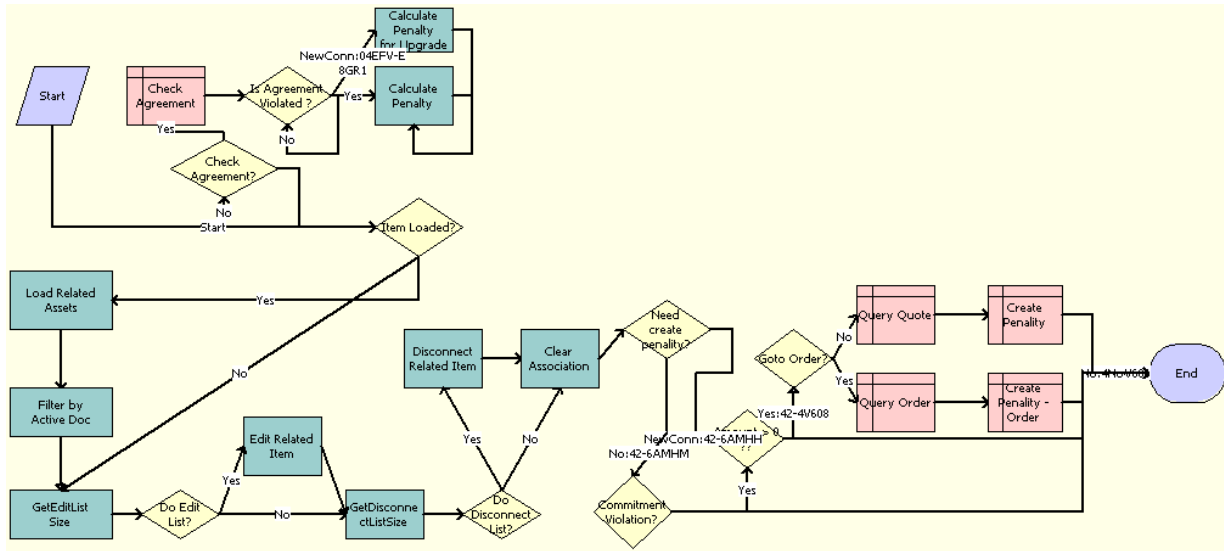 Calculate
Penalty
for Upgrade
NewConn:04EFV-E
8GR1
Start
Check
Agreement
Is Agreement
Violated ?
Yes
Calculate
Penalty
No
Yes
Check
Agreement?
No
Start
Item Loaded?
Load Related
Assets
Yes
No
Filter by
Active Doc
Disconnect
Related Item
Clear
Association
Need
create
penality?
Goto Order?
No
Yes
Query Quote
Create
Penality
Query Order
Create
Penality -
Order
End
Yes:42-4V608
Edit Related
Item
Yes
No
NewConn:42-6AMHH
No:42-6AMHM
Yes
GetEditList
Size
Do Edit
List?
Yes
No
GetDisconne
ctListSize
Do
Disconnect
List?
Commitment
Violation?